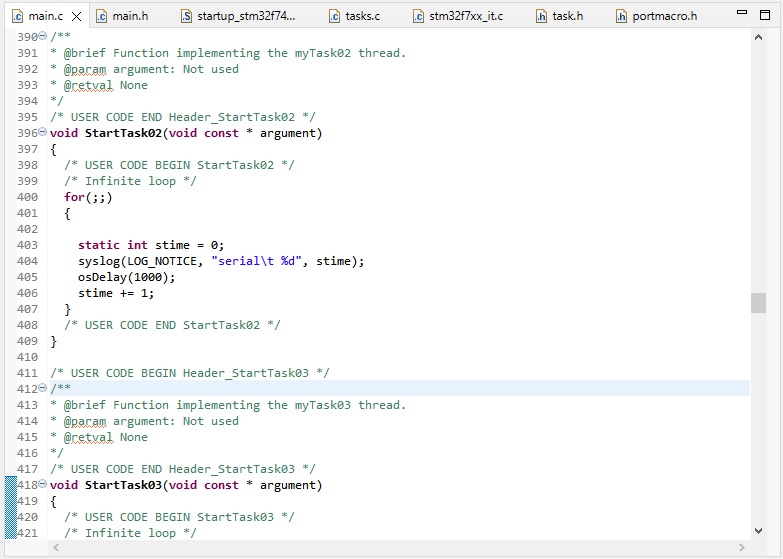 main.c main.h startup_stm32f74... tasks.c stm32f7xx_it.c task.h portmacro.h
390 /**
391 * @brief Function implementing the myTask02 thread.
392 * @param argument: Not used
393 * @retval None
394 */
395 /* USER CODE END Header_StartTask02 */
396 void StartTask02(void const * argument)
397 {
398   /* USER CODE BEGIN StartTask02 */
399   /* Infinite loop */
400   for(;;)
401   {
402
403     static int stime = 0;
404     syslog(LOG_NOTICE, "serial\t %d", stime);
405     osDelay(1000);
406     stime += 1;
407   }
408   /* USER CODE END StartTask02 */
409 }
410
411 /* USER CODE BEGIN Header_StartTask03 */
412 /**
413 * @brief Function implementing the myTask03 thread.
414 * @param argument: Not used
415 * @retval None
416 */
417 /* USER CODE END Header_StartTask03 */
418 void StartTask03(void const * argument)
419 {
420   /* USER CODE BEGIN StartTask03 */
421   /* Infinite loop */